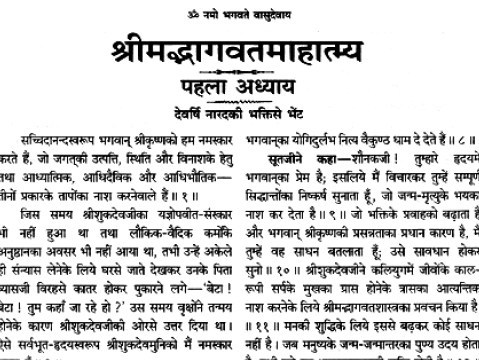 ॐ नमो भगवते वासुदेवाय
श्रीमद्भागवतमाहात्म्य
पहला अध्याय
देवर्षि नारदकी भक्तिसे भेंट
सच्चिदानन्दस्वरूप भगवान् श्रीकृष्णको हम नमस्कार
करते हैं, जो जगत्की उत्पत्ति, स्थिति और विनाशके हेतु
तथा आध्यात्मिक, आधिदैविक और आधिभौतिक—
तीनों प्रकारके तापोंका नाश करनेवाले हैं ॥ १ ॥
जिस समय श्रीशुकदेवजीका यज्ञोपवीत-संस्कार
भी नहीं हुआ था तथा लौकिक-वैदिक कर्मोंके
अनुष्ठानका अवसर भी नहीं आया था, तभी उन्हें अकेले
ही संन्यास लेनेके लिये घरसे जाते देखकर उनके पिता
व्यासजी विरहसे कातर होकर पुकारने लगे—'बेटा !
बेटा ! तुम कहाँ जा रहे हो ?' उस समय वृक्षोंने तन्मय
होनेके कारण श्रीशुकदेवजीकी ओरसे उत्तर दिया था ।
ऐसे सर्वभूत-हृदयस्वरूप श्रीशुकदेवमुनिको मैं नमस्कार
भगवान्का योगिदुर्लभ नित्य वैकुण्ठ धाम दे देते हैं ॥ ८ ॥
सूतजीने कहा—शौनकजी ! तुम्हारे हृदयमें
भगवान्का प्रेम है; इसलिये मैं विचारकर तुम्हें सम्पूर्ण
सिद्धान्तोंका निष्कर्ष सुनाता हूँ, जो जन्म-मृत्युके भयका
नाश कर देता है ॥ ९ ॥ जो भक्तिके प्रवाहको बढ़ाता है
और भगवान् श्रीकृष्णकी प्रसन्नताका प्रधान कारण है, मैं
तुम्हें वह साधन बतलाता हूँ; उसे सावधान होकर
सुनो ॥ १० ॥ श्रीशुकदेवजीने कलियुगमें जीवोंके काल-
रूपी सर्पके मुखका ग्रास होनेके त्रासका आत्यन्तिक
नाश करनेके लिये श्रीमद्भागवतशास्त्रका प्रवचन किया है
॥ ११ ॥ मनकी शुद्धिके लिये इससे बढ़कर कोई साधन
नहीं है । जब मनुष्यके जन्म-जन्मान्तरका पुण्य उदय होता